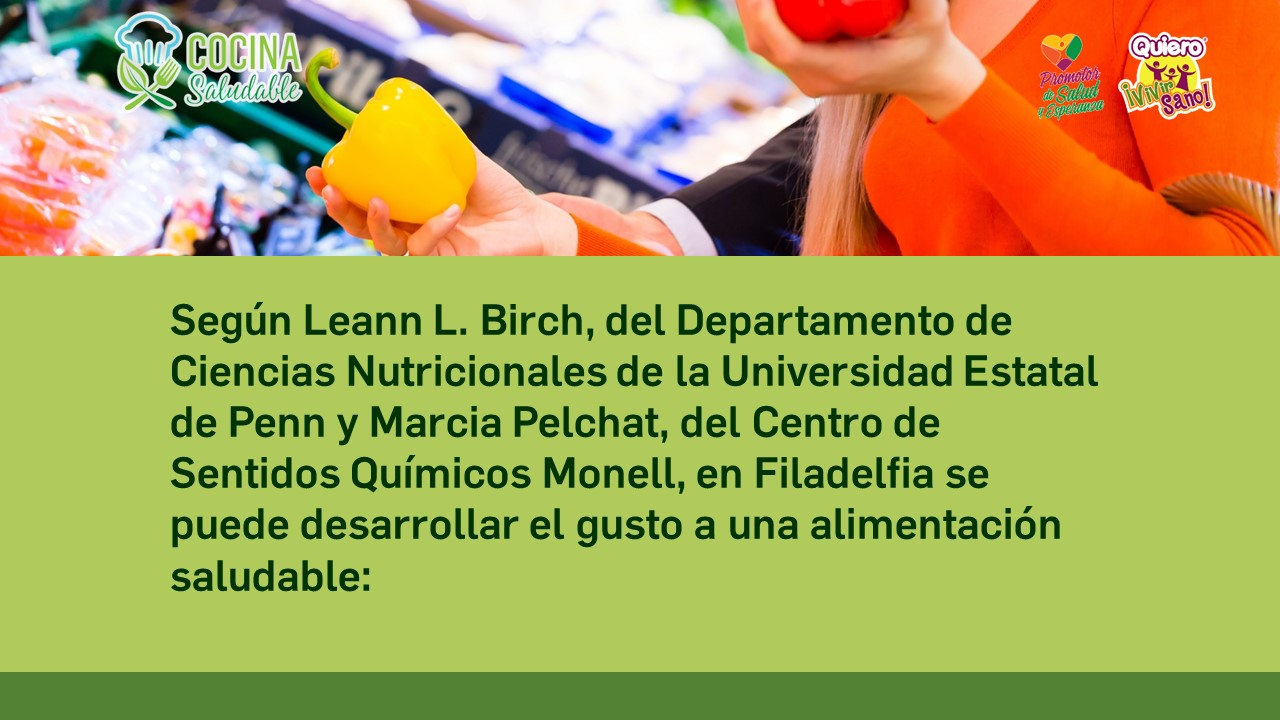 COCINA
Saludable
Promotor
de Salud
y Esperanza
Quiero
¡Vivir
Sano!
Según Leann L. Birch, del Departamento de
Ciencias Nutricionales de la Universidad Estatal
de Penn y Marcia Pelchat, del Centro de
Sentidos Químicos Monell, en Filadelfia se
puede desarrollar el gusto a una alimentación
saludable: